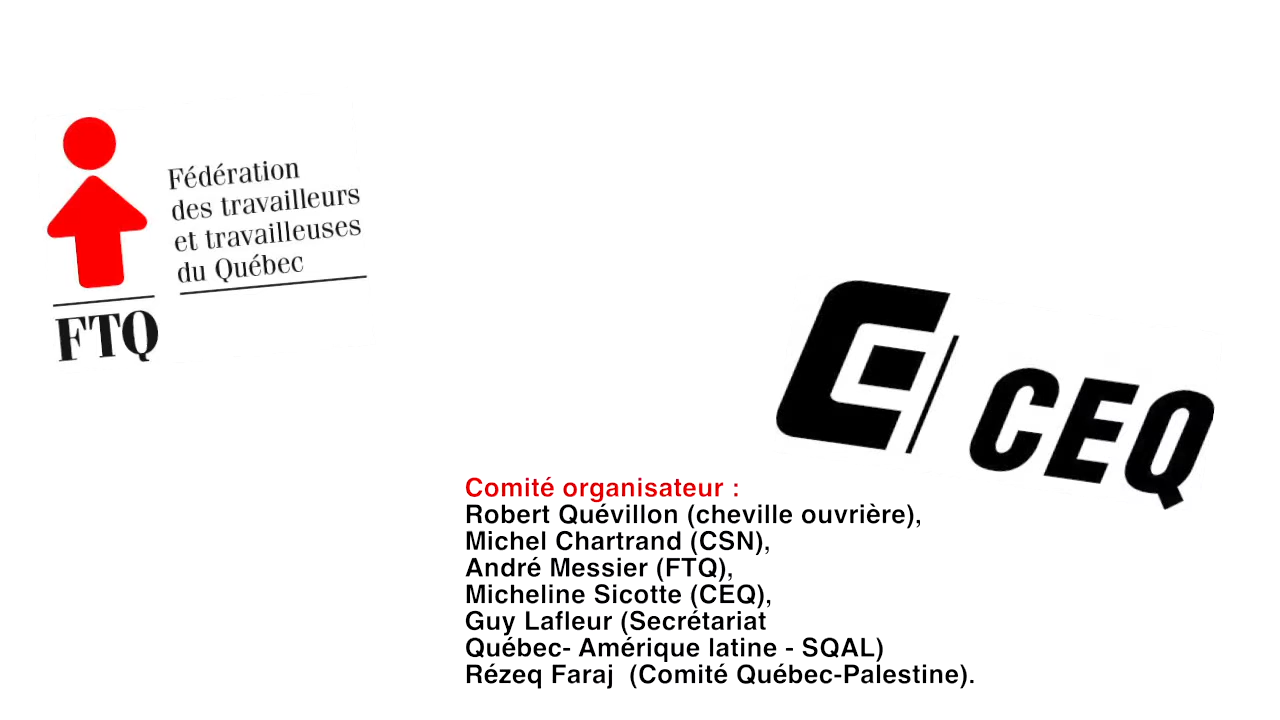 Fédération
des travailleurs
et travailleuses
du Québec
FTQ
CEQ
Comité organisateur :
Robert Quévillon (cheville ouvrière),
Michel Chartrand (CSN),
André Messier (FTQ),
Micheline Sicotte (CEQ),
Guy Lafleur (Secrétariat
Québec- Amérique latine - SQAL)
Rézeq Faraj  (Comité Québec-Palestine).